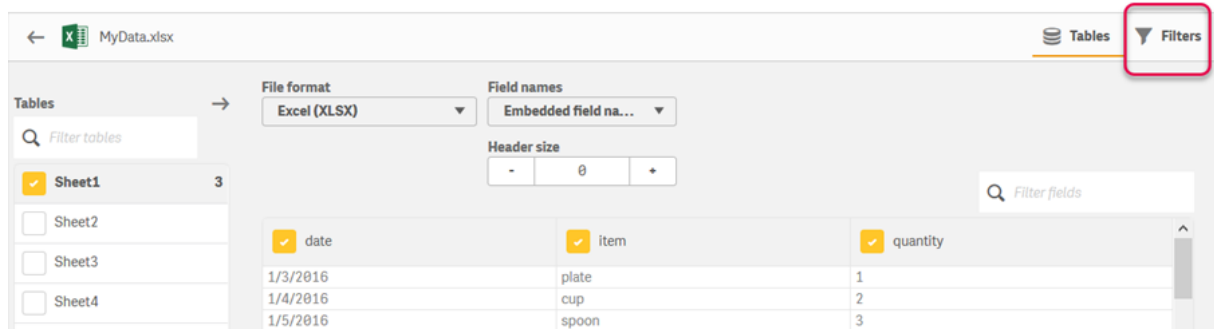 MyData.xlsx Tables Filters
Tables
Filter tables
Sheet1 3
Sheet2
Sheet3
Sheet4
File format Field names
Excel (XLSX) Embedded field na...
Header size
- 0 +
Filter fields
date item quantity
1/3/2016 plate 1
1/4/2016 cup 2
1/5/2016 spoon 3